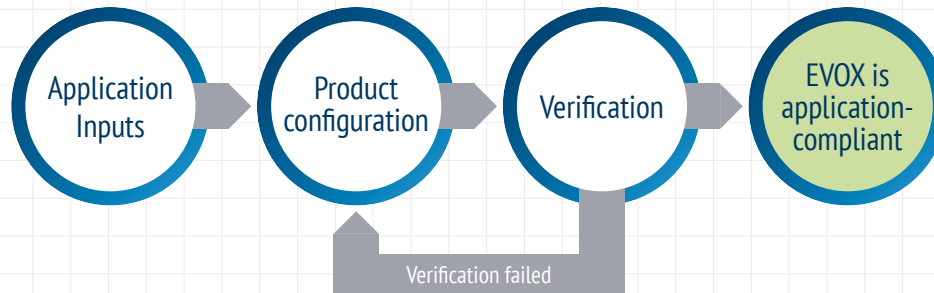 Application
Inputs
Product
configuration
Verification
EVOX is
application-
compliant
Verification failed